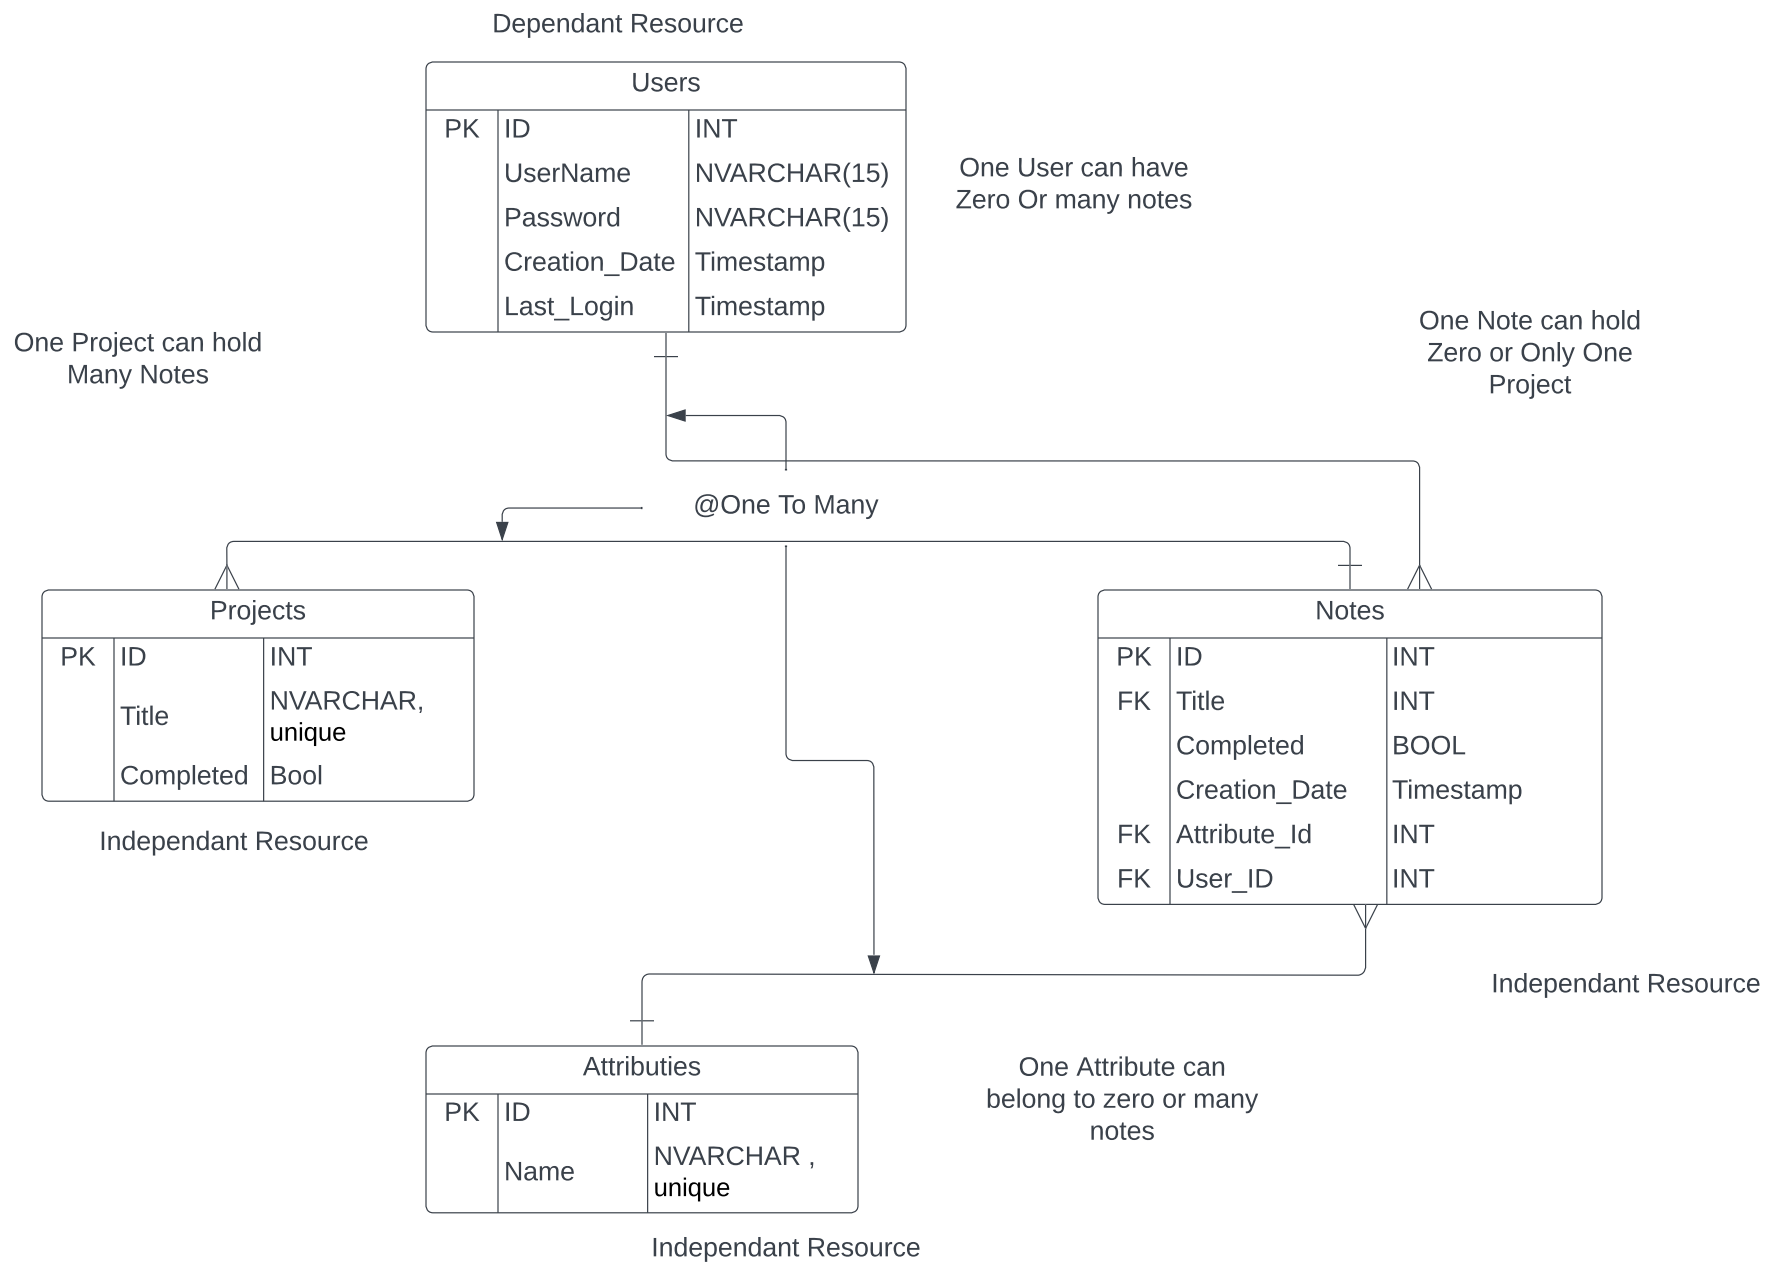 Dependant Resource
Users
PK ID INT
UserName NVARCHAR(15)
Password NVARCHAR(15)
Creation_Date Timestamp
Last_Login Timestamp
One User can have
Zero Or many notes
One Project can hold
Many Notes
One Note can hold
Zero or Only One
Project
@One To Many
Projects
PK ID INT
Title NVARCHAR,
unique
Completed Bool
Independant Resource
Notes
PK ID INT
FK Title INT
Completed BOOL
Creation_Date Timestamp
FK Attribute_Id INT
FK User_ID INT
Independant Resource
Attributies
PK ID INT
Name NVARCHAR ,
unique
One Attribute can
belong to zero or many
notes
Independant Resource